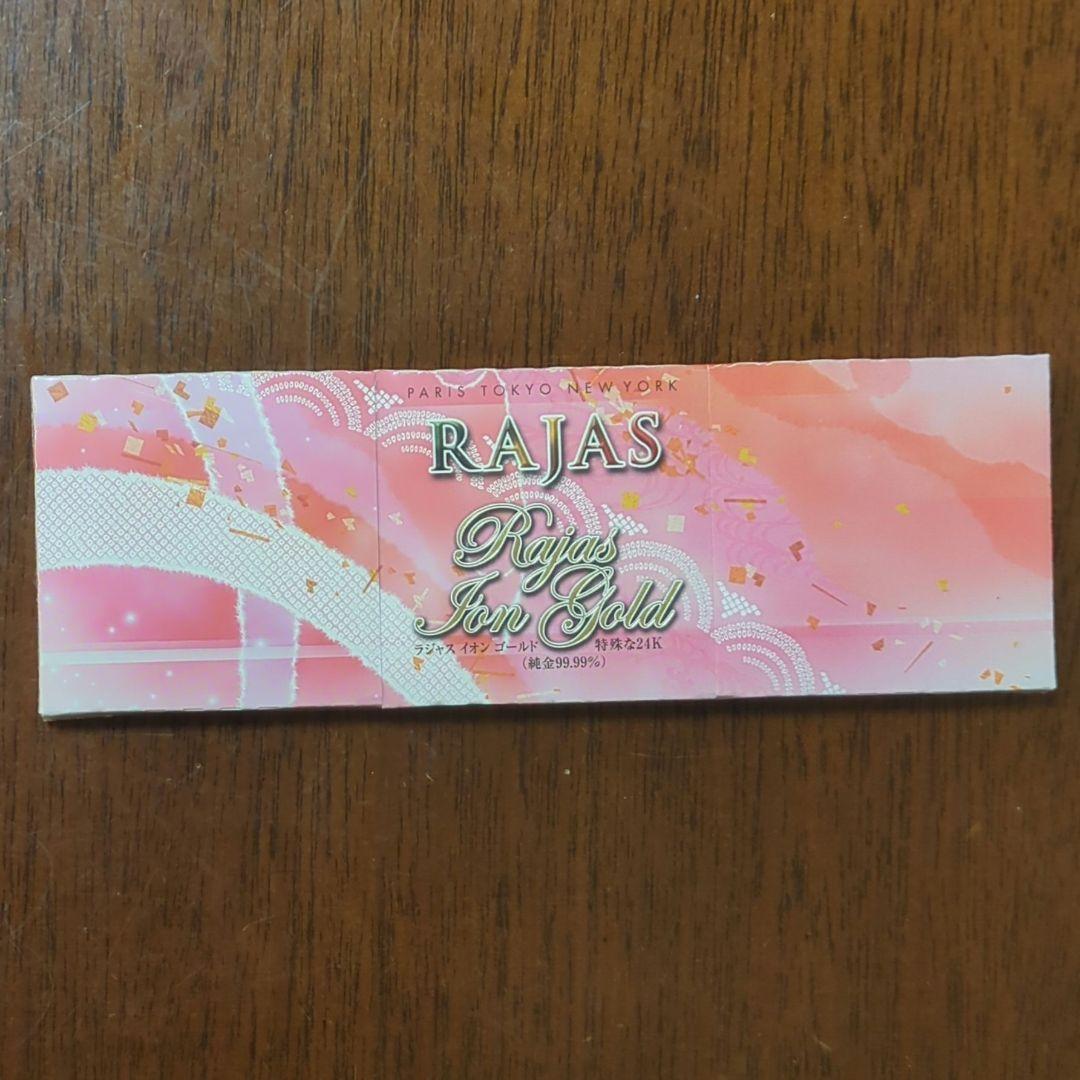 PARIS TOKYO NEW YORK
RAJAS
Rajas
Ion Gold
ラジャス イオン ゴールド 特殊な24K
（純金99.99%）